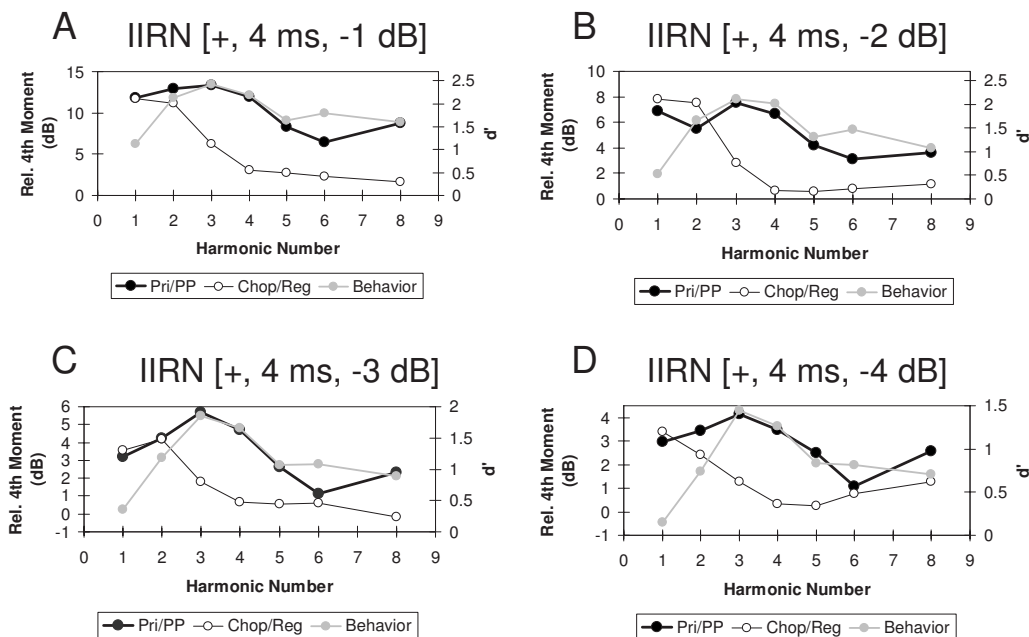 A
IIRN [+, 4 ms, -1 dB]
Rel. 4th Moment
(dB)
15
10
5
0
2.5
2
1.5
1
0.5
0
d'
0 1 2 3 4 5 6 7 8 9
Harmonic Number
Pri/PP Chop/Reg Behavior
B
IIRN [+, 4 ms, -2 dB]
Rel. 4th Moment
(dB)
10
8
6
4
2
0
2.5
2
1.5
1
0.5
0
d'
0 1 2 3 4 5 6 7 8 9
Harmonic Number
Pri/PP Chop/Reg Behavior
C
IIRN [+, 4 ms, -3 dB]
Rel. 4th Moment
(dB)
6
5
4
3
2
1
0
-1
2
1.5
1
0.5
0
d'
0 1 2 3 4 5 6 7 8 9
Harmonic Number
Pri/PP Chop/Reg Behavior
D
IIRN [+, 4 ms, -4 dB]
Rel. 4th Moment
(dB)
4
3
2
1
0
-1
1.5
1
0.5
0
d'
0 1 2 3 4 5 6 7 8 9
Harmonic Number
Pri/PP Chop/Reg Behavior